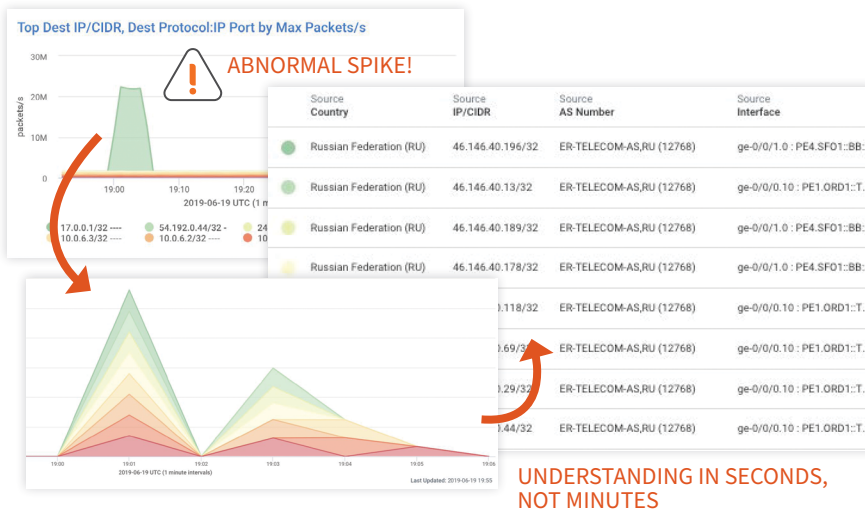 Top Dest IP/CIDR, Dest Protocol:IP Port by Max Packets/s
ABNORMAL SPIKE!
packets/s
30M
20M
10M
0
19:00 19:10 19:20
2019-06-19 UTC (1
17.0.0.1/32 ---- 54.192.0.44/32 - 24
10.0.6.3/32 ---- 10.0.6.2/32 ---- 10
Source Source Source Source
Country IP/CIDR AS Number Interface
Russian Federation (RU) 46.146.40.196/32 ER-TELECOM-AS,RU (12768) ge-0/0/1.0 : PE4.SFO1::BB:
Russian Federation (RU) 46.146.40.13/32 ER-TELECOM-AS,RU (12768) ge-0/0/0.10 : PE1.ORD1::T.
Russian Federation (RU) 46.146.40.189/32 ER-TELECOM-AS,RU (12768) ge-0/0/1.0 : PE4.SFO1::BB:
Russian Federation (RU) 46.146.40.178/32 ER-TELECOM-AS,RU (12768) ge-0/0/1.0 : PE4.SFO1::BB:
.118/32 ER-TELECOM-AS,RU (12768) ge-0/0/0.10 : PE1.ORD1::T.
.69/3 ER-TELECOM-AS,RU (12768) ge-0/0/0.10 : PE1.ORD1::T.
.29/32 ER-TELECOM-AS,RU (12768) ge-0/0/0.10 : PE1.ORD1::T.
.44/32 ER-TELECOM-AS,RU (12768) ge-0/0/0.10 : PE1.ORD1::T.
19:00 19:01 19:02 19:03 19:04 19:05 19:06
2019-06-19 UTC (1 minute intervals)
Last Updated: 2019-06-19 19:55
UNDERSTANDING IN SECONDS,
NOT MINUTES